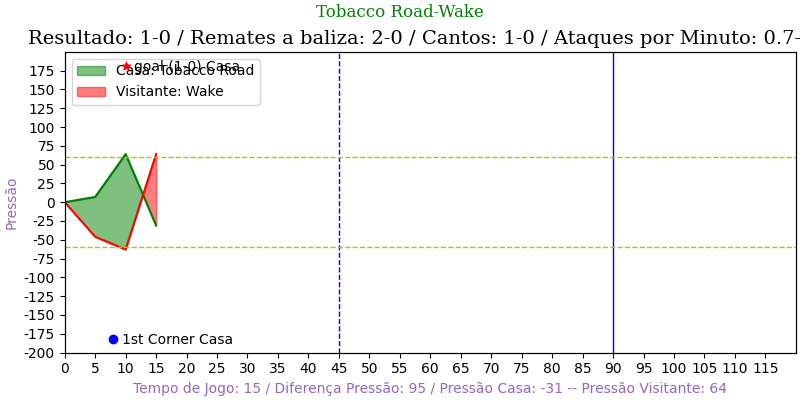 Tobacco Road-Wake
Resultado: 1-0 / Remates a baliza: 2-0 / Cantos: 1-0 / Ataques por Minuto: 0.7-
goal (1-0) Casa
Casa: Tobacco Road
Visitante: Wake
Pressão
175
150
125
100
75
50
25
0
-25
-50
-75
-100
-125
-150
-175
-200
1st Corner Casa
0 5 10 15 20 25 30 35 40 45 50 55 60 65 70 75 80 85 90 95 100 105 110 115
Tempo de Jogo: 15 / Diferença Pressão: 95 / Pressão Casa: -31 -- Pressão Visitante: 64